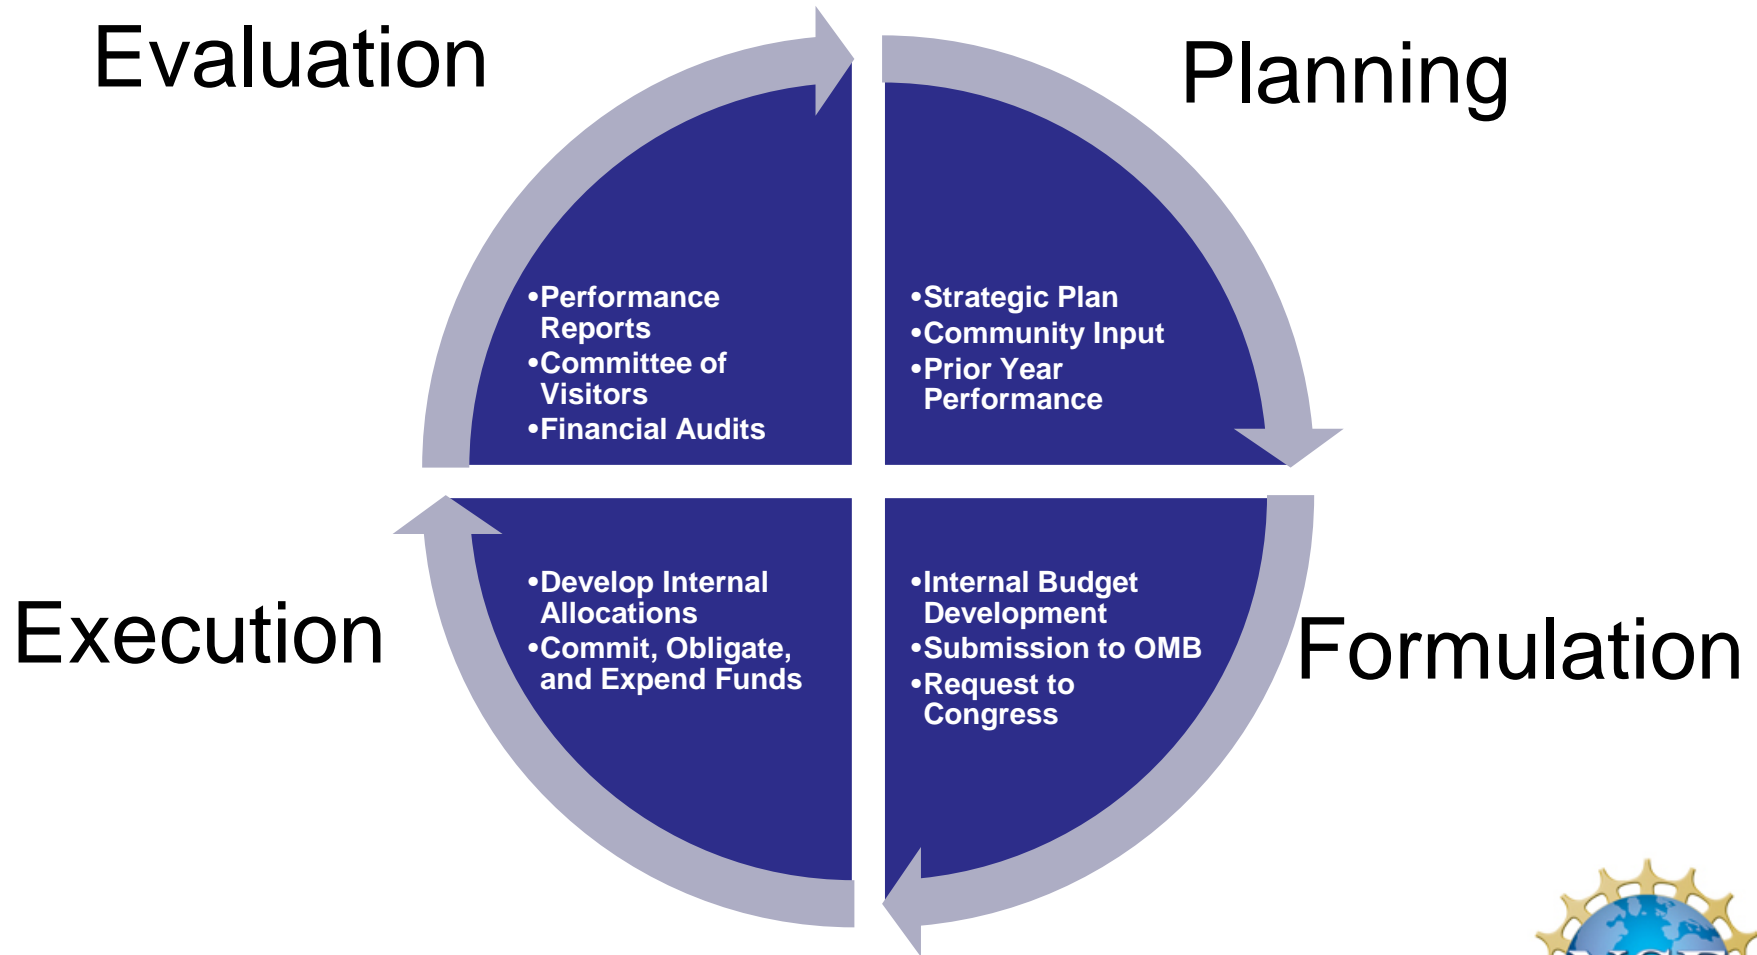 Evaluation
Planning
•Performance
Reports
•Committee of
Visitors
•Financial Audits
•Strategic Plan
•Community Input
•Prior Year
Performance
Execution
•Develop Internal
Allocations
•Commit, Obligate,
and Expend Funds
•Internal Budget
Development
•Submission to OMB
•Request to
Congress
Formulation
NSF